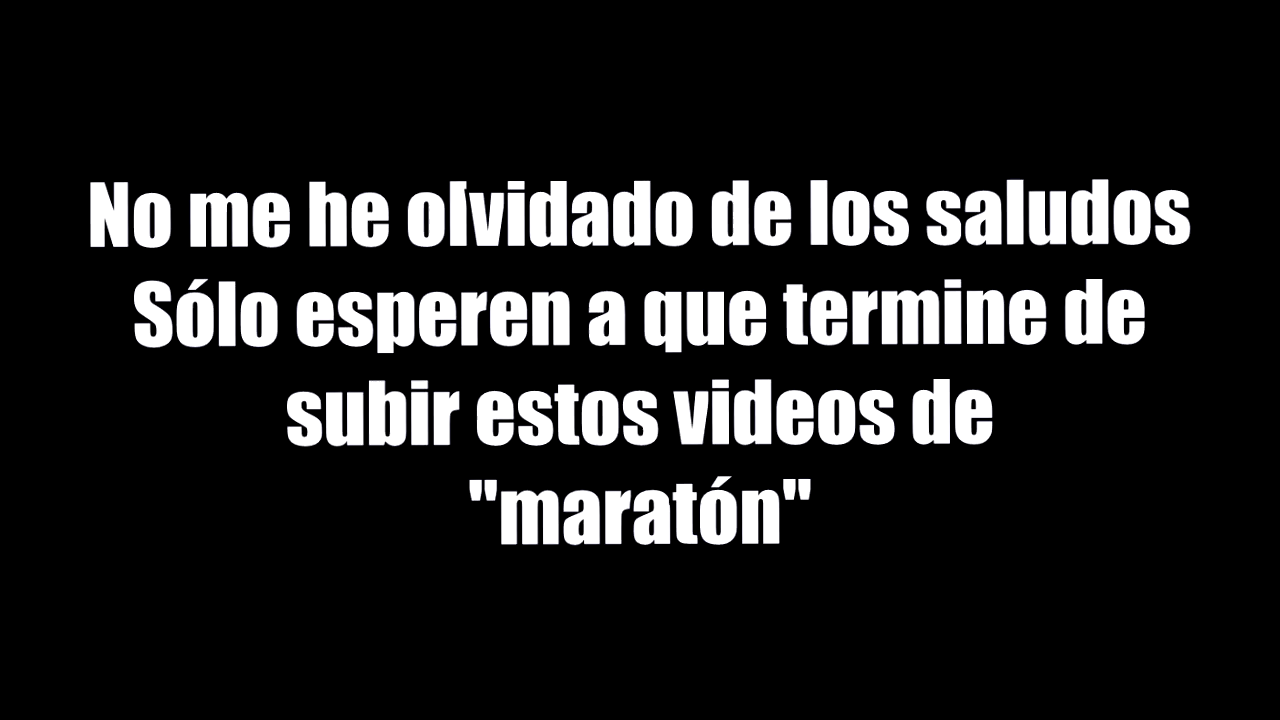 No me he olvidado de los saludos
Sólo esperen a que termine de
subir estos videos de
"maratón"